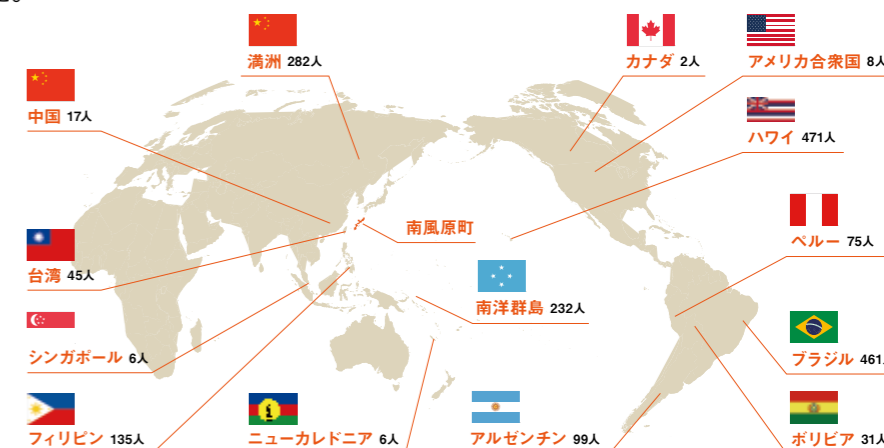 満洲 282人
カナダ 2人
アメリカ合衆国 8人
中国 17人
ハワイ 471人
南風原町
ペルー 75人
台湾 45人
南洋群島 232人
シンガポール 6人
ブラジル 461人
フィリピン 135人
ニューカレドニア 6人
アルゼンチン 99人
ボリビア 31人